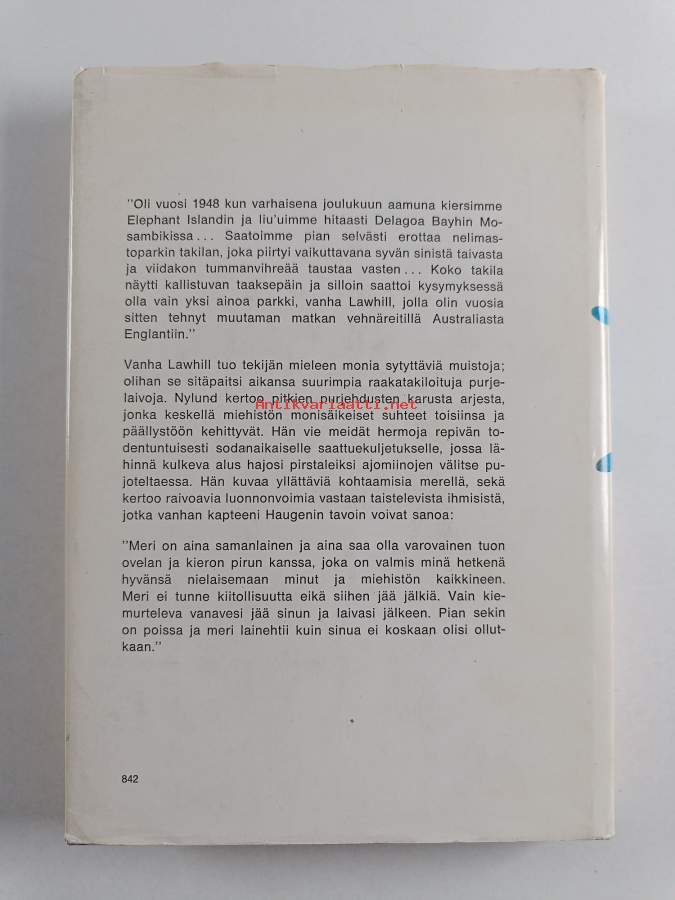 "Oli vuosi 1948 kun varhaisena joulukuun aamuna kiersimme
Elephant Islandin ja liu'uimme hitaasti Delagoa Bayhin Mo-
sambikissa... Saatoimme pian selvästi erottaa nelimas-
toparkin takilan, joka piirtyi vaikuttavana syvän sinistä taivasta
ja viidakon tummanvihreää taustaa vasten... Koko takila
näytti kallistuvan taaksepäin ja silloin saattoi kysymyksessä
olla vain yksi ainoa parkki, vanha Lawhill, jolla olin vuosia
sitten tehnyt muutaman matkan vehnäreitillä Australiasta
Englantiin."
Vanha Lawhill tuo tekijän mieleen monia sytyttäviä muistoja;
olihan se sitäpaitsi aikansa suurimpia raakatakiloituja purje-
laivoja. Nylund kertoo pitkien purjehdusten karusta arjesta,
Antikvariaatti.net
jonka keskellä miehistön monisäikeiset suhteet toisiinsa ja
päällystöön kehittyvät. Hän vie meidät hermoja repivän to-
dentuntuisesti sodanaikaiselle saattuekuljetukselle, jossa lä-
hinnä kulkeva alus hajosi pirstaleiksi ajomiinojen välitse pu-
joteltaessa. Hän kuvaa yllättäviä kohtaamisia merellä, sekä
kertoo raivoavia luonnonvoimia vastaan taistelevista ihmisistä,
jotka vanhan kapteeni Haugenin tavoin voivat sanoa:
"Meri on aina samanlainen ja aina saa olla varovainen tuon
ovelan ja kieron pirun kanssa, joka on valmis minä hetkenä
hyvänsä nielaisemaan minut ja miehistön kaikkineen.
Meri ei tunne kiitollisuutta eikä siihen jää jälkiä. Vain kie-
murteleva vanavesi jää sinun ja laivasi jälkeen. Pian sekin
on poissa ja meri lainehtii kuin sinua ei koskaan olisi ollut-
kaan."
842